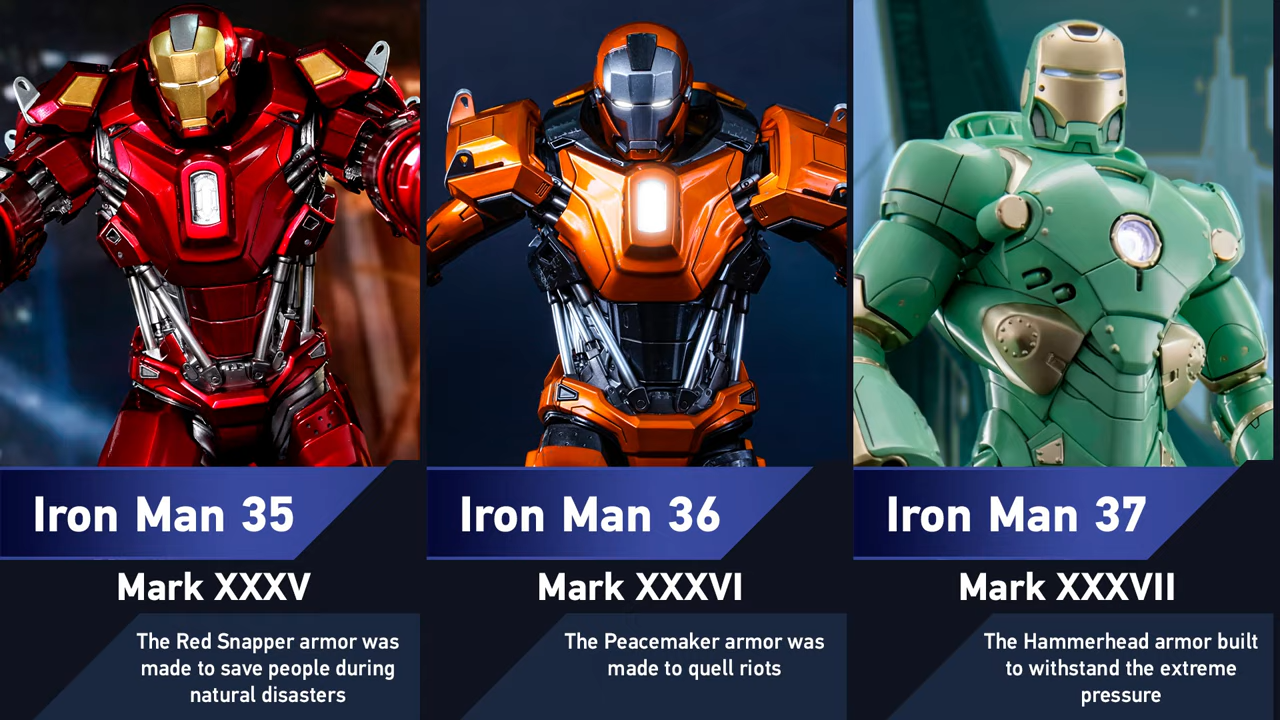 Iron Man 35
Mark XXXV
The Red Snapper armor was
made to save people during
natural disasters
Iron Man 36
Mark XXXVI
The Peacemaker armor was
made to quell riots
Iron Man 37
Mark XXXVII
The Hammerhead armor built
to withstand the extreme
pressure